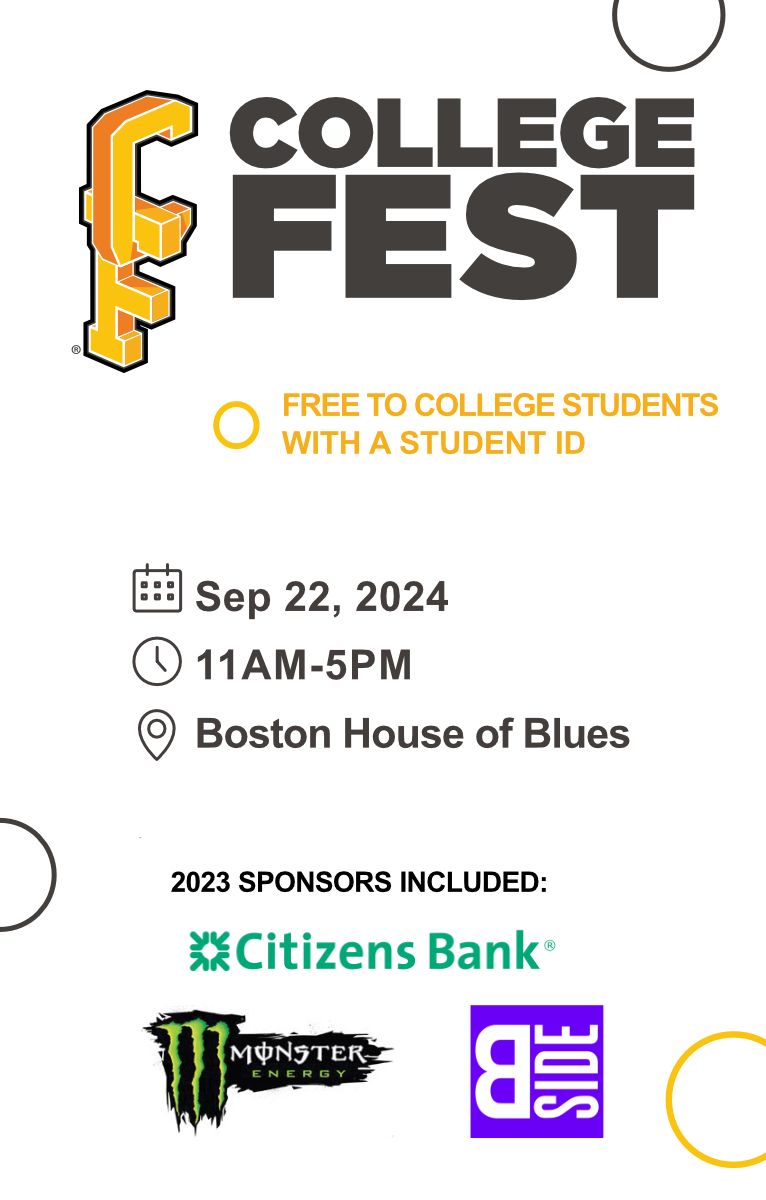 CF
®
COLLEGE
FEST
FREE TO COLLEGE STUDENTS
WITH A STUDENT ID
Sep 22, 2024
11AM-5PM
Boston House of Blues
2023 SPONSORS INCLUDED:
Citizens Bank®
MONSTER
ENERGY
B SIDE